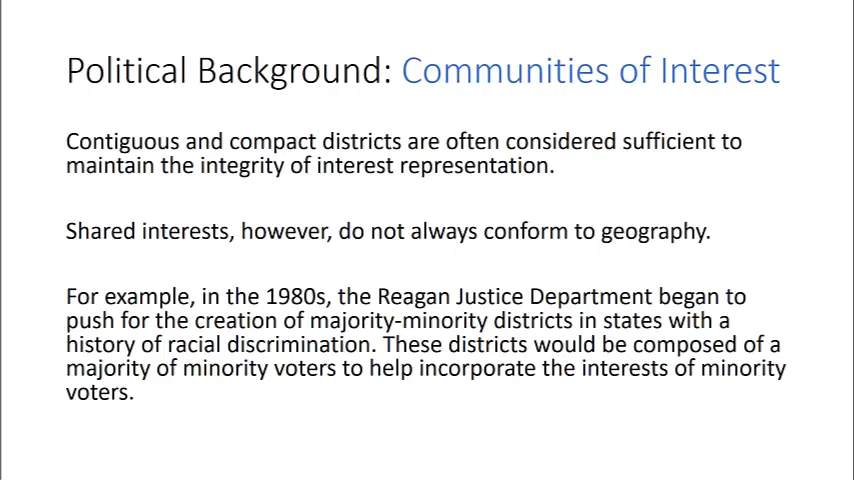 Political Background: Communities of Interest
Contiguous and compact districts are often considered sufficient to
maintain the integrity of interest representation.
Shared interests, however, do not always conform to geography.
For example, in the 1980s, the Reagan Justice Department began to
push for the creation of majority-minority districts in states with a
history of racial discrimination. These districts would be composed of a
majority of minority voters to help incorporate the interests of minority
voters.